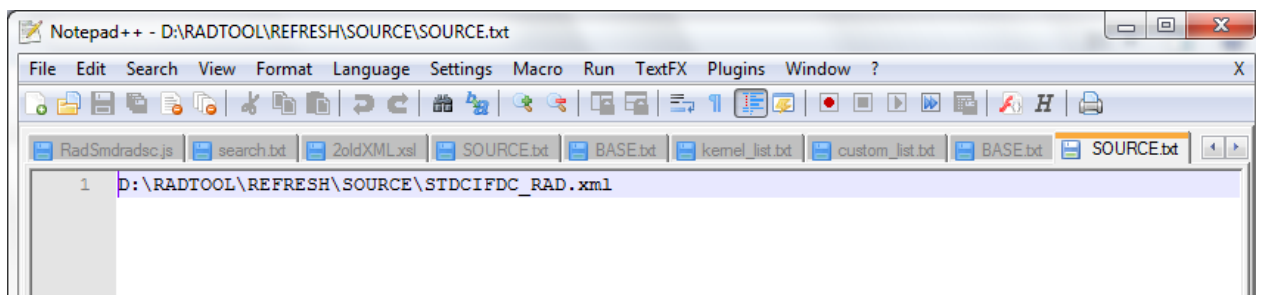 Notepad++ - D:\RADTOOL\REFRESH\SOURCE\SOURCE.txt
File Edit Search View Format Language Settings Macro Run TextFX Plugins Window ? X
RadSmdradsc.js search.txt 2oldXML.xsl SOURCE.txt BASE.txt kernel_list.txt custom_list.txt BASE.txt SOURCE.txt
1 D:\RADTOOL\REFRESH\SOURCE\STDCIFDC_RAD.xml